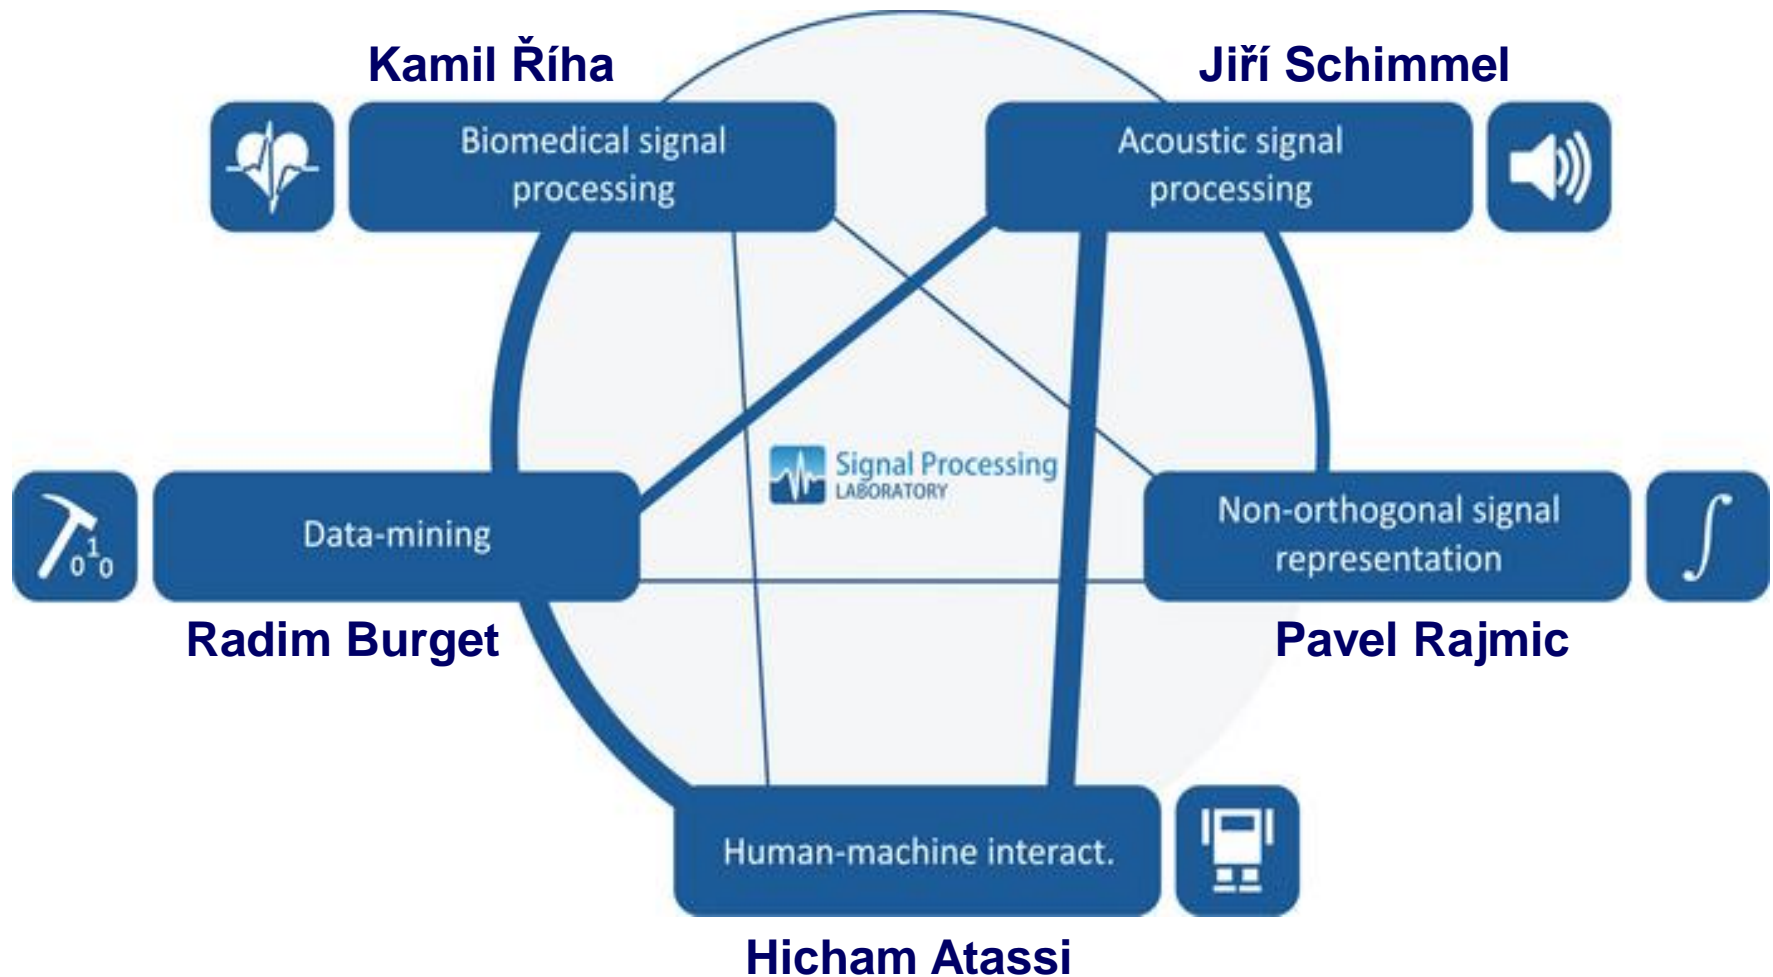 Kamil Říha
Jiří Schimmel
Biomedical signal
processing
Acoustic signal
processing
Signal Processing
LABORATORY
Data-mining
010
Non-orthogonal signal
representation
∫
Radim Burget
Pavel Rajmic
Human-machine interact.
Hicham Atassi